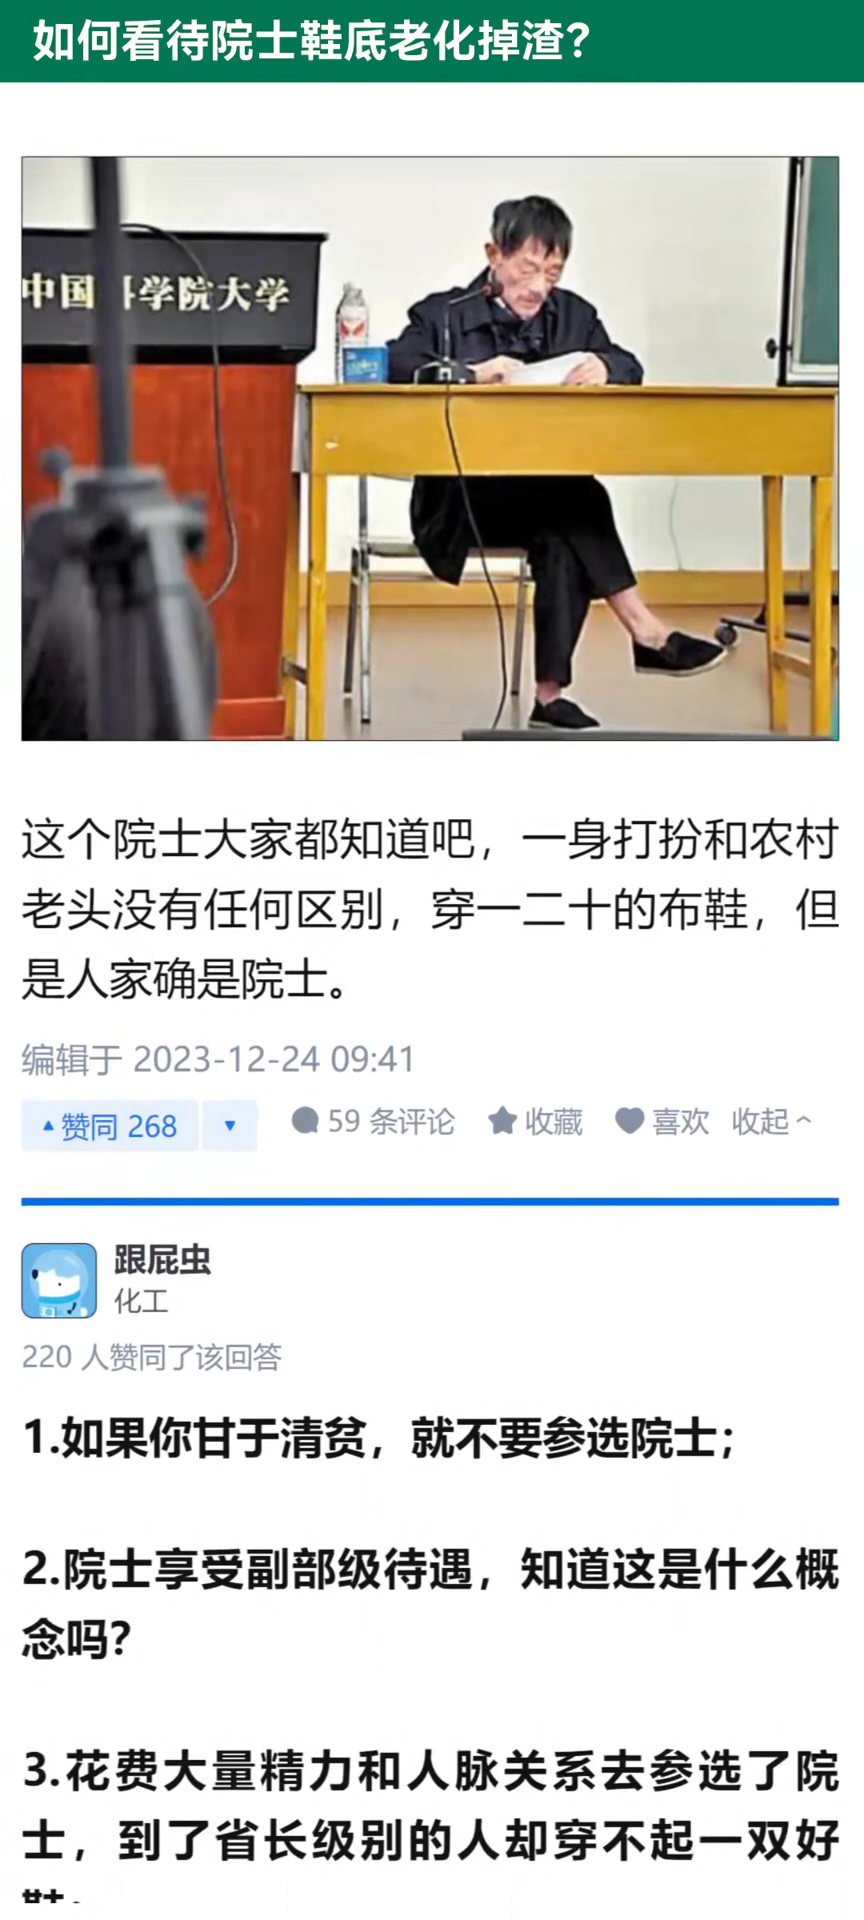 如何看待院士鞋底老化掉渣?
中国科学院大学
这个院士大家都知道吧，一身打扮和农村
老头没有任何区别，穿一二十的布鞋，但
是人家确是院士。
编辑于 2023-12-24 09:41
赞同 268
59 条评论
收藏
喜欢
收起
跟屁虫
化工
220 人赞同了该回答
1.如果你甘于清贫，就不要参选院士；
2.院士享受副部级待遇，知道这是什么概
念吗?
3.花费大量精力和人脉关系去参选了院
士，到了省长级别的人却穿不起一双好